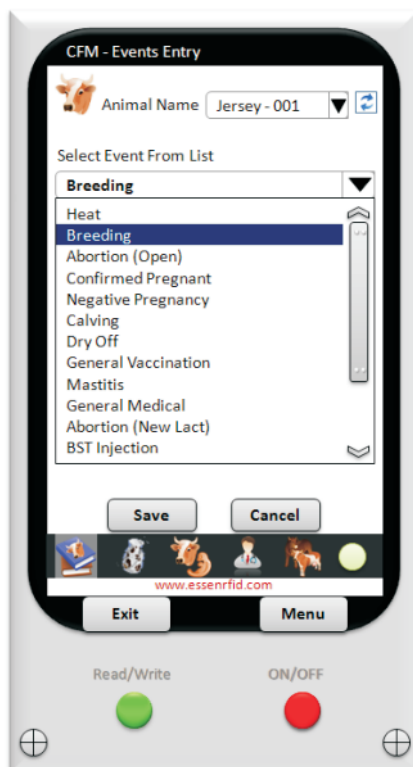 CFM - Events Entry
Animal Name Jersey - 001
Select Event From List
Breeding
Heat
Breeding
Abortion (Open)
Confirmed Pregnant
Negative Pregnancy
Calving
Dry Off
General Vaccination
Mastitis
General Medical
Abortion (New Lact)
BST Injection
Save Cancel
www.essenrfid.com
Exit Menu
Read/Write ON/OFF